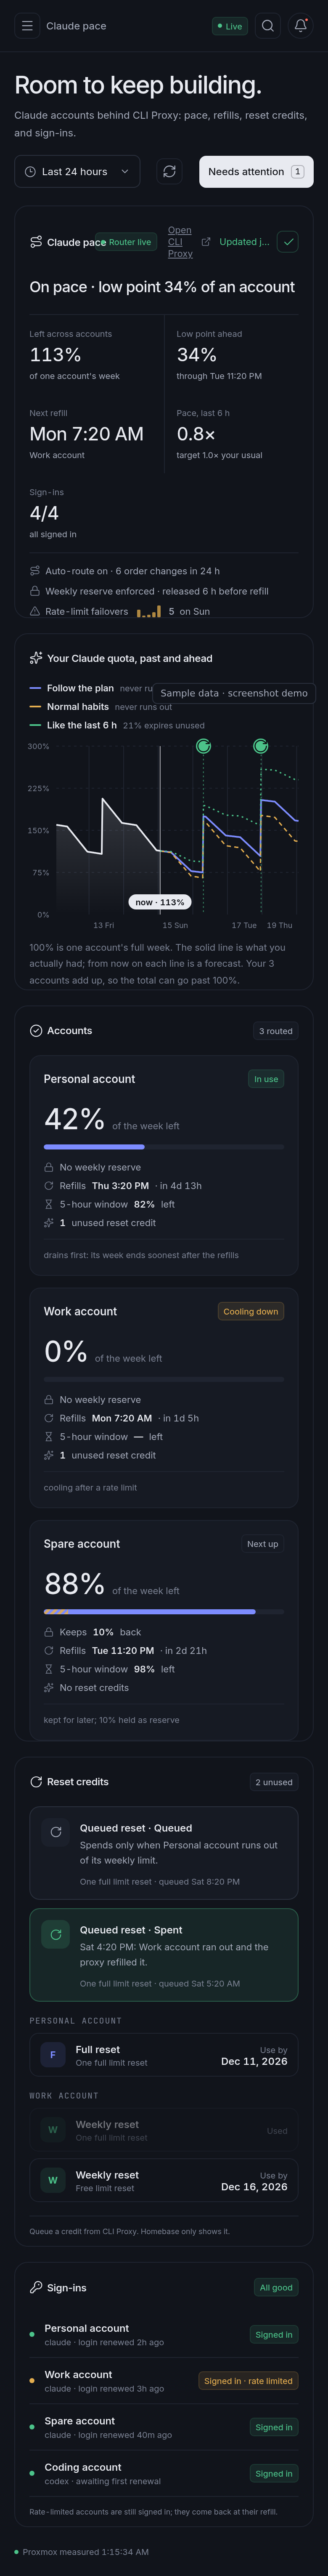 Claude pace
Live
Room to keep building.
Claude accounts behind CLI Proxy: pace, refills, reset credits,
and sign-ins.
Last 24 hours
Needs attention 1
Claude pace
Router live
Open
CLI
Proxy
Updated j...
On pace · low point 34% of an account
Left across accounts
113%
of one account's week
Low point ahead
34%
through Tue 11:20 PM
Next refill
Mon 7:20 AM
Work account
Pace, last 6 h
0.8×
target 1.0× your usual
Sign-ins
4/4
all signed in
Auto-route on · 6 order changes in 24 h
Weekly reserve enforced · released 6 h before refill
Rate-limit failovers 5 on Sun
Your Claude quota, past and ahead
Follow the plan never ru
Sample data · screenshot demo
Normal habits never runs out
Like the last 6 h 21% expires unused
300%
225%
150%
75%
0%
now · 113%
13 Fri
15 Sun
17 Tue
19 Thu
100% is one account's full week. The solid line is what you
actually had; from now on each line is a forecast. Your 3
accounts add up, so the total can go past 100%.
Accounts
3 routed
Personal account
In use
42% of the week left
No weekly reserve
Refills Thu 3:20 PM · in 4d 13h
5-hour window 82% left
1 unused reset credit
drains first: its week ends soonest after the refills
Work account
Cooling down
0% of the week left
No weekly reserve
Refills Mon 7:20 AM · in 1d 5h
5-hour window — left
1 unused reset credit
cooling after a rate limit
Spare account
Next up
88% of the week left
Keeps 10% back
Refills Tue 11:20 PM · in 2d 21h
5-hour window 98% left
No reset credits
kept for later; 10% held as reserve
Reset credits
2 unused
Queued reset · Queued
Spends only when Personal account runs out
of its weekly limit.
One full limit reset · queued Sat 8:20 PM
Queued reset · Spent
Sat 4:20 PM: Work account ran out and the
proxy refilled it.
One full limit reset · queued Sat 5:20 AM
PERSONAL ACCOUNT
F
Full reset
One full limit reset
Use by
Dec 11, 2026
WORK ACCOUNT
W
Weekly reset
One full limit reset
Used
W
Weekly reset
Free limit reset
Use by
Dec 16, 2026
Queue a credit from CLI Proxy. Homebase only shows it.
Sign-ins
All good
Personal account
claude · login renewed 2h ago
Signed in
Work account
claude · login renewed 3h ago
Signed in · rate limited
Spare account
claude · login renewed 40m ago
Signed in
Coding account
codex · awaiting first renewal
Signed in
Rate-limited accounts are still signed in; they come back at their refill.
Proxmox measured 1:15:34 AM